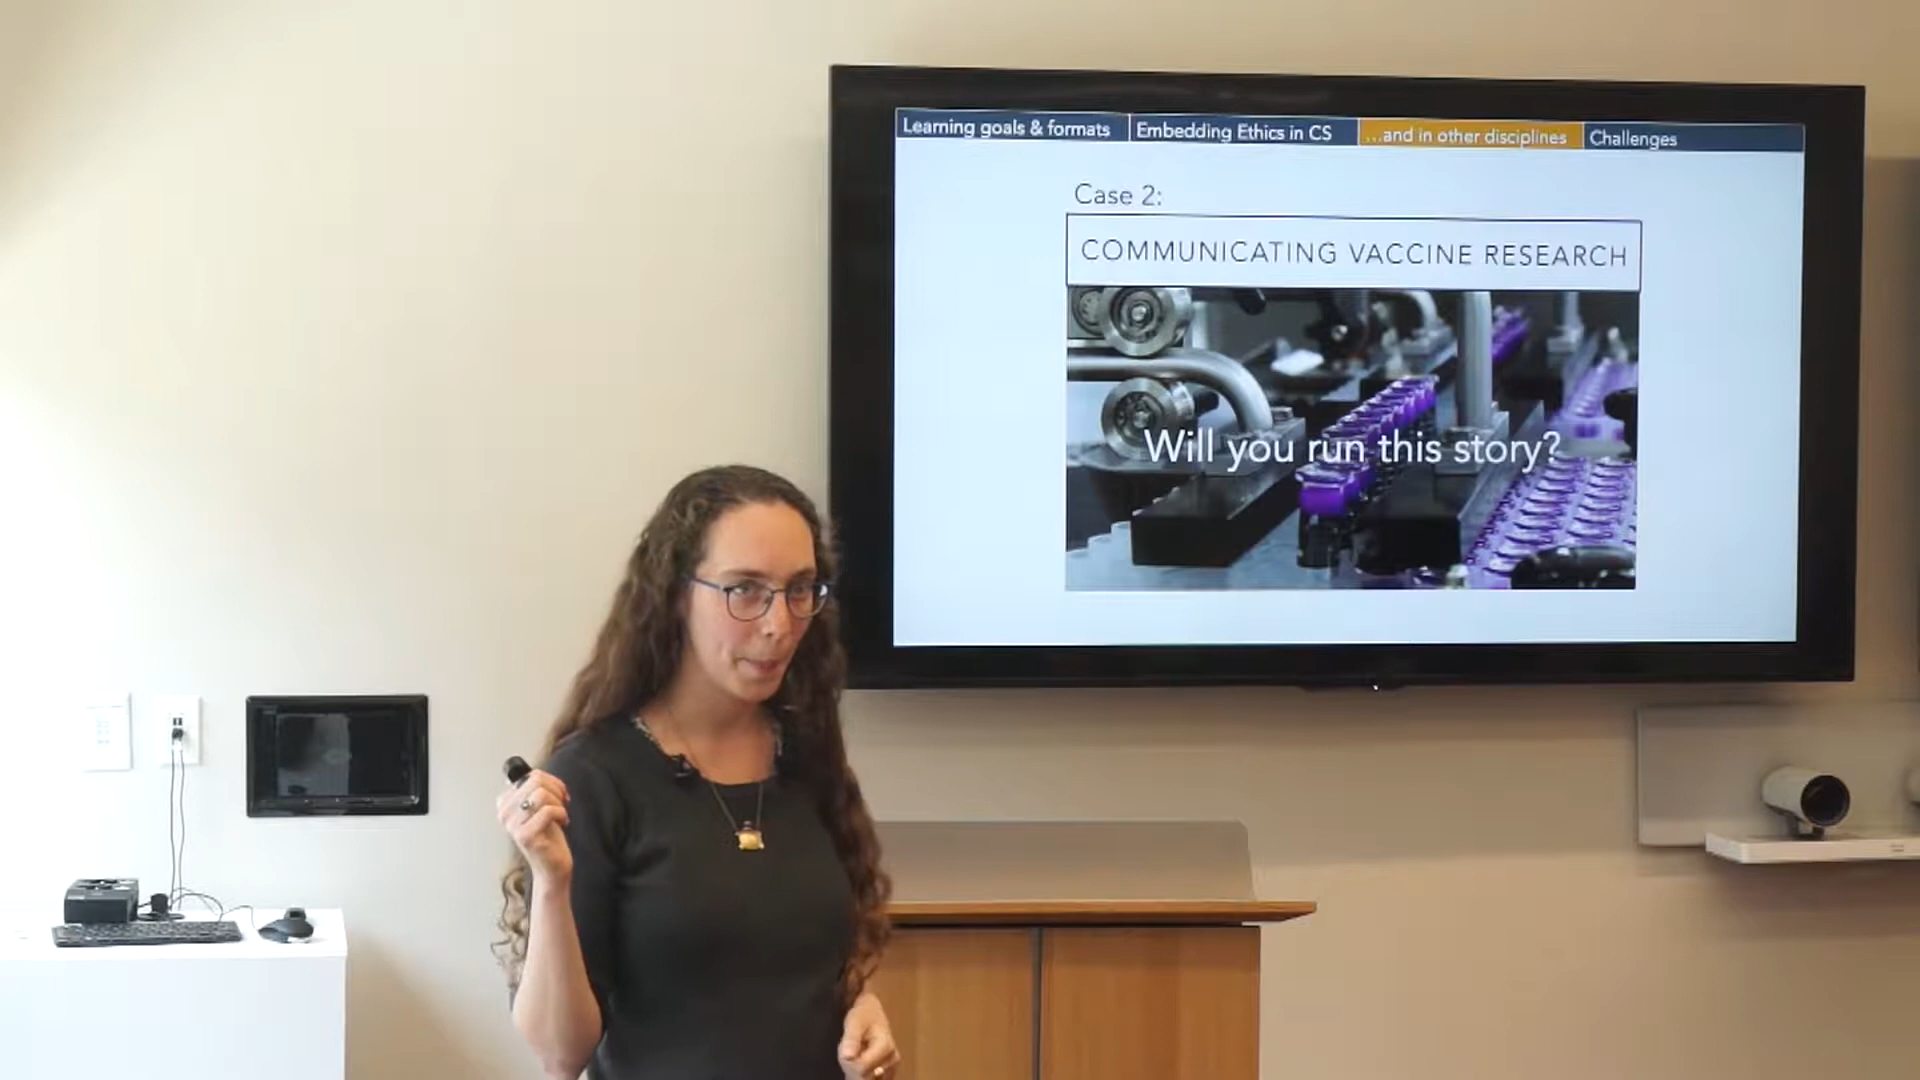 Learning goals & formats
Embedding Ethics in CS
...and in other disciplines
Challenges
Case 2:
COMMUNICATING VACCINE RESEARCH
Will you run this story?